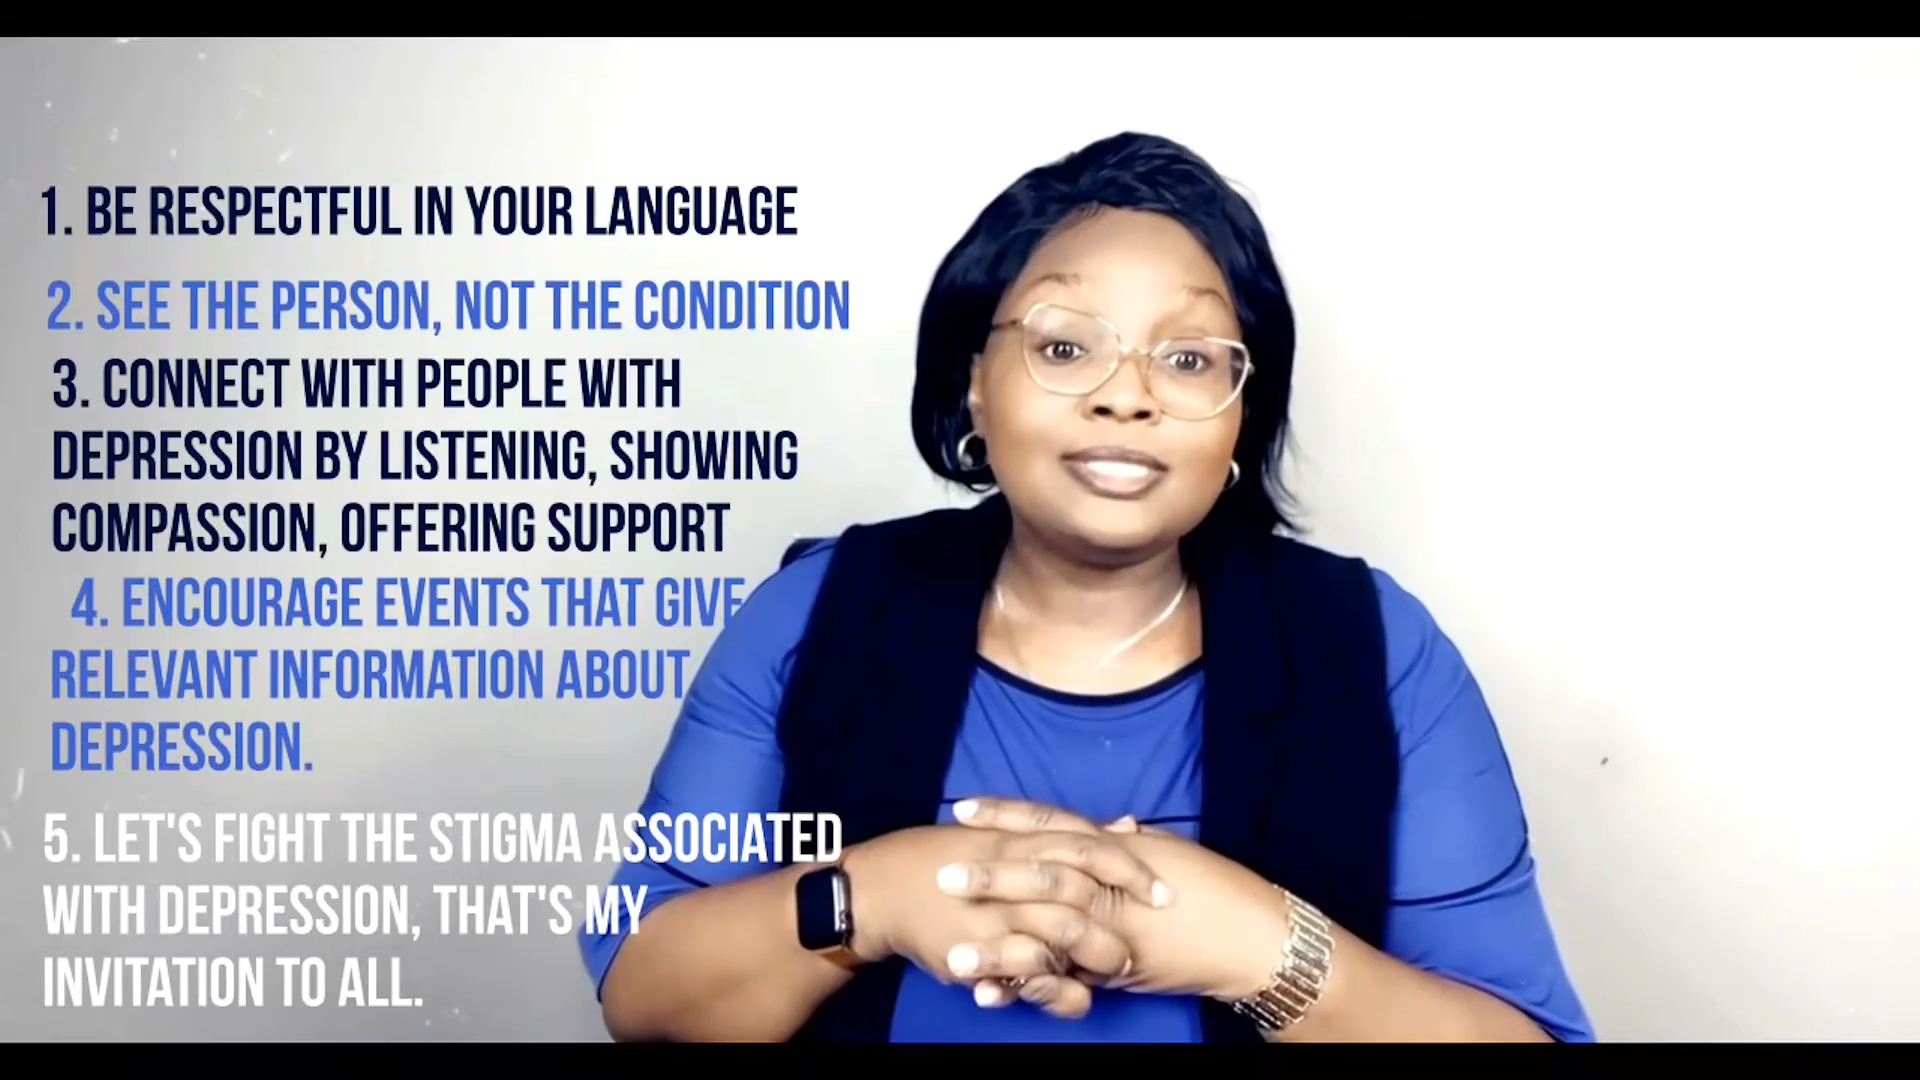 1. BE RESPECTFUL IN YOUR LANGUAGE
2. SEE THE PERSON, NOT THE CONDITION
3. CONNECT WITH PEOPLE WITH
DEPRESSION BY LISTENING, SHOWING
COMPASSION, OFFERING SUPPORT
4. ENCOURAGE EVENTS THAT GIVE
RELEVANT INFORMATION ABOUT
DEPRESSION.
5. LET'S FIGHT THE STIGMA ASSOCIATED
WITH DEPRESSION, THAT'S MY
INVITATION TO ALL.